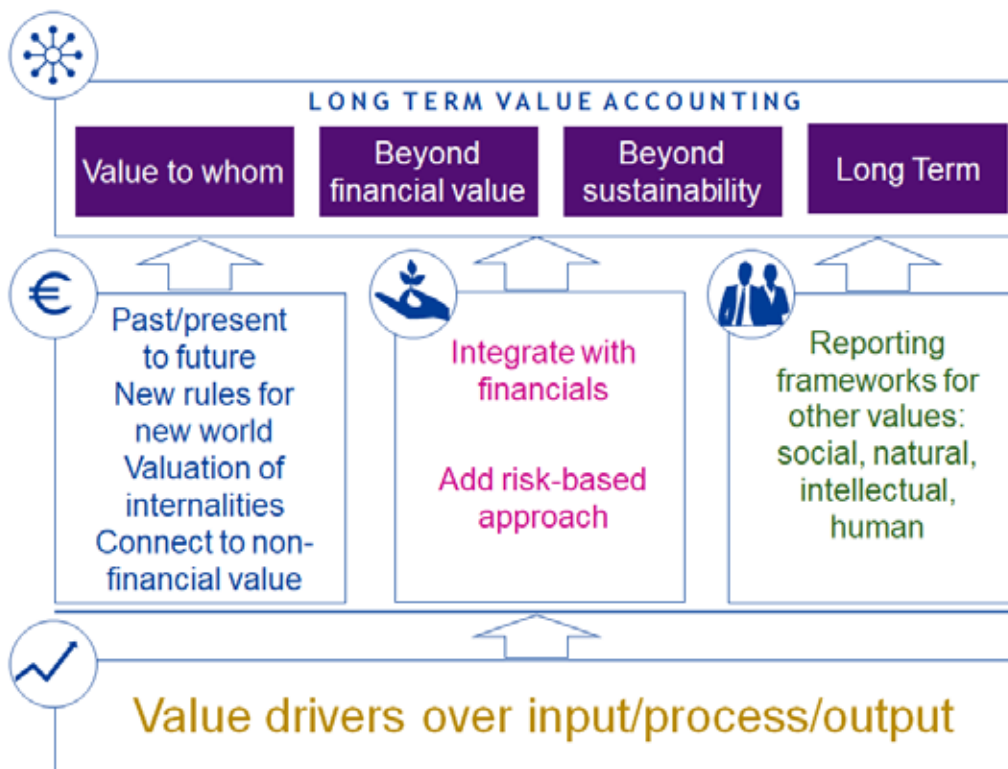 LONG TERM VALUE ACCOUNTING
Value to whom
Beyond
financial value
Beyond
sustainability
Long Term
€
Past/present
to future
New rules for
new world
Valuation of
internalities
Connect to non-
financial value
Integrate with
financials
Add risk-based
approach
Reporting
frameworks for
other values:
social, natural,
intellectual,
human
Value drivers over input/process/output